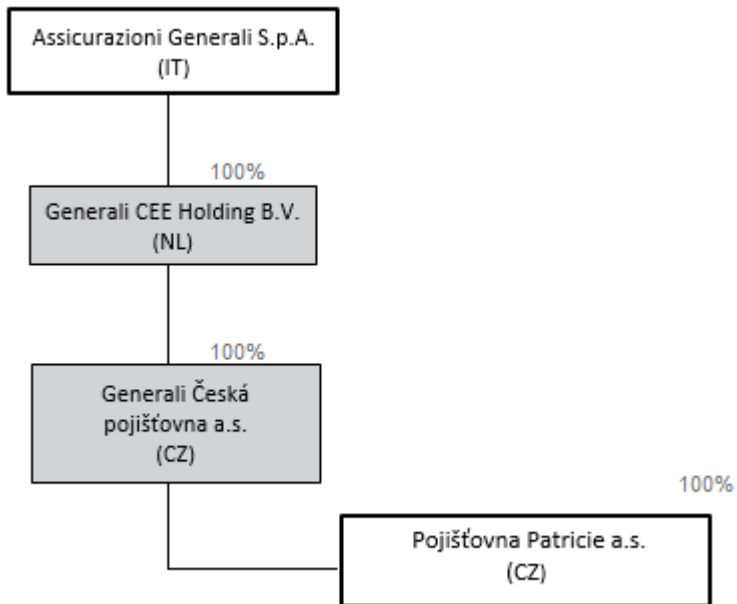 Assicurazioni Generali S.p.A.
(IT)
100%
Generali CEE Holding B.V.
(NL)
100%
Generali Česká
pojišťovna a.s.
(CZ)
100%
Pojišťovna Patricie a.s.
(CZ)